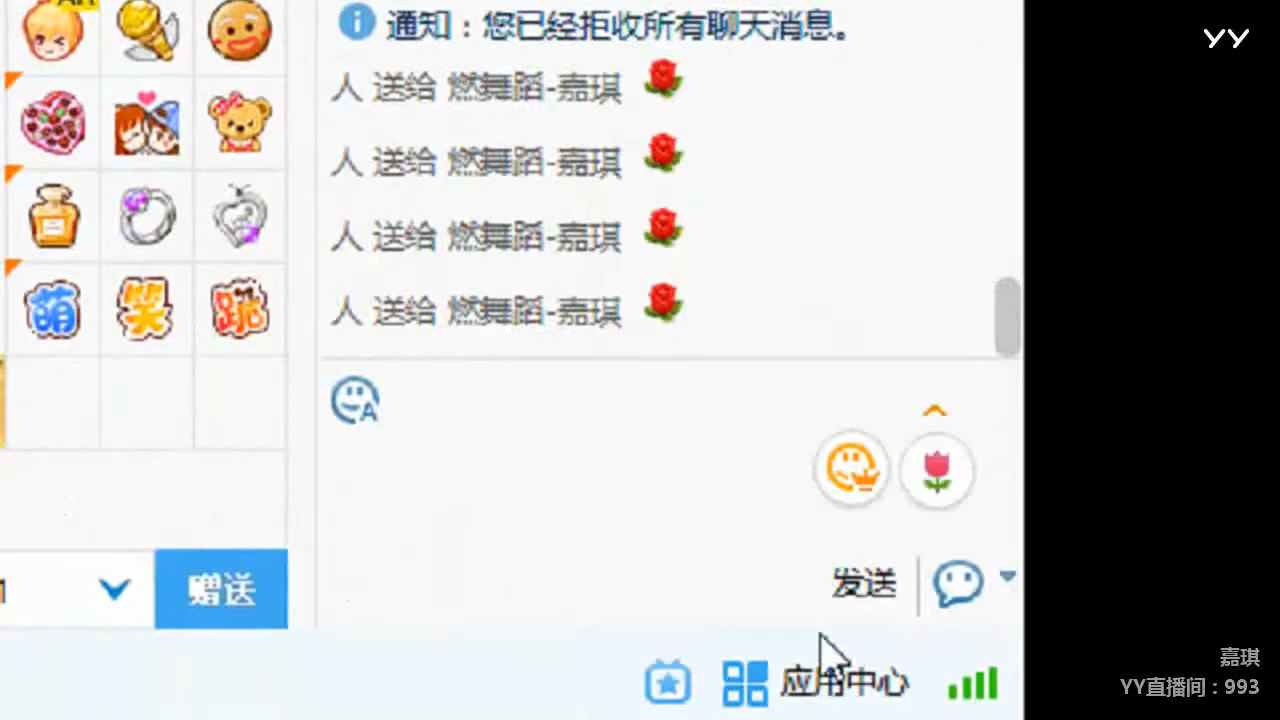 YY
通知：您已经拒收所有聊天消息。
人 送给 燃舞蹈-嘉琪
人 送给 燃舞蹈-嘉琪
人 送给 燃舞蹈-嘉琪
人 送给 燃舞蹈-嘉琪
萌 笑 跪
赠送
发送
应用中心
嘉琪
YY直播间：993